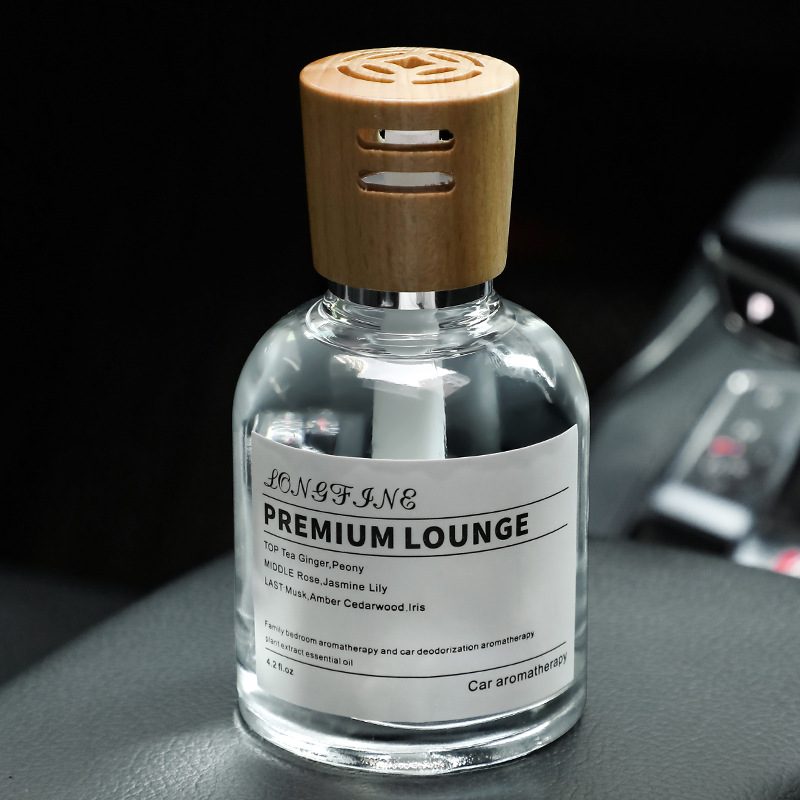 LONGFINE
PREMIUM LOUNGE
TOP Tea Ginger,Peony
MIDDLE Rose,Jasmine Lily
LAST Musk,Amber Cedarwood.Iris
Family bedroom aromatherapy and car deodorization aromatherapy
plant extract essential oil
4.2 fl.oz
Car aromatherapy